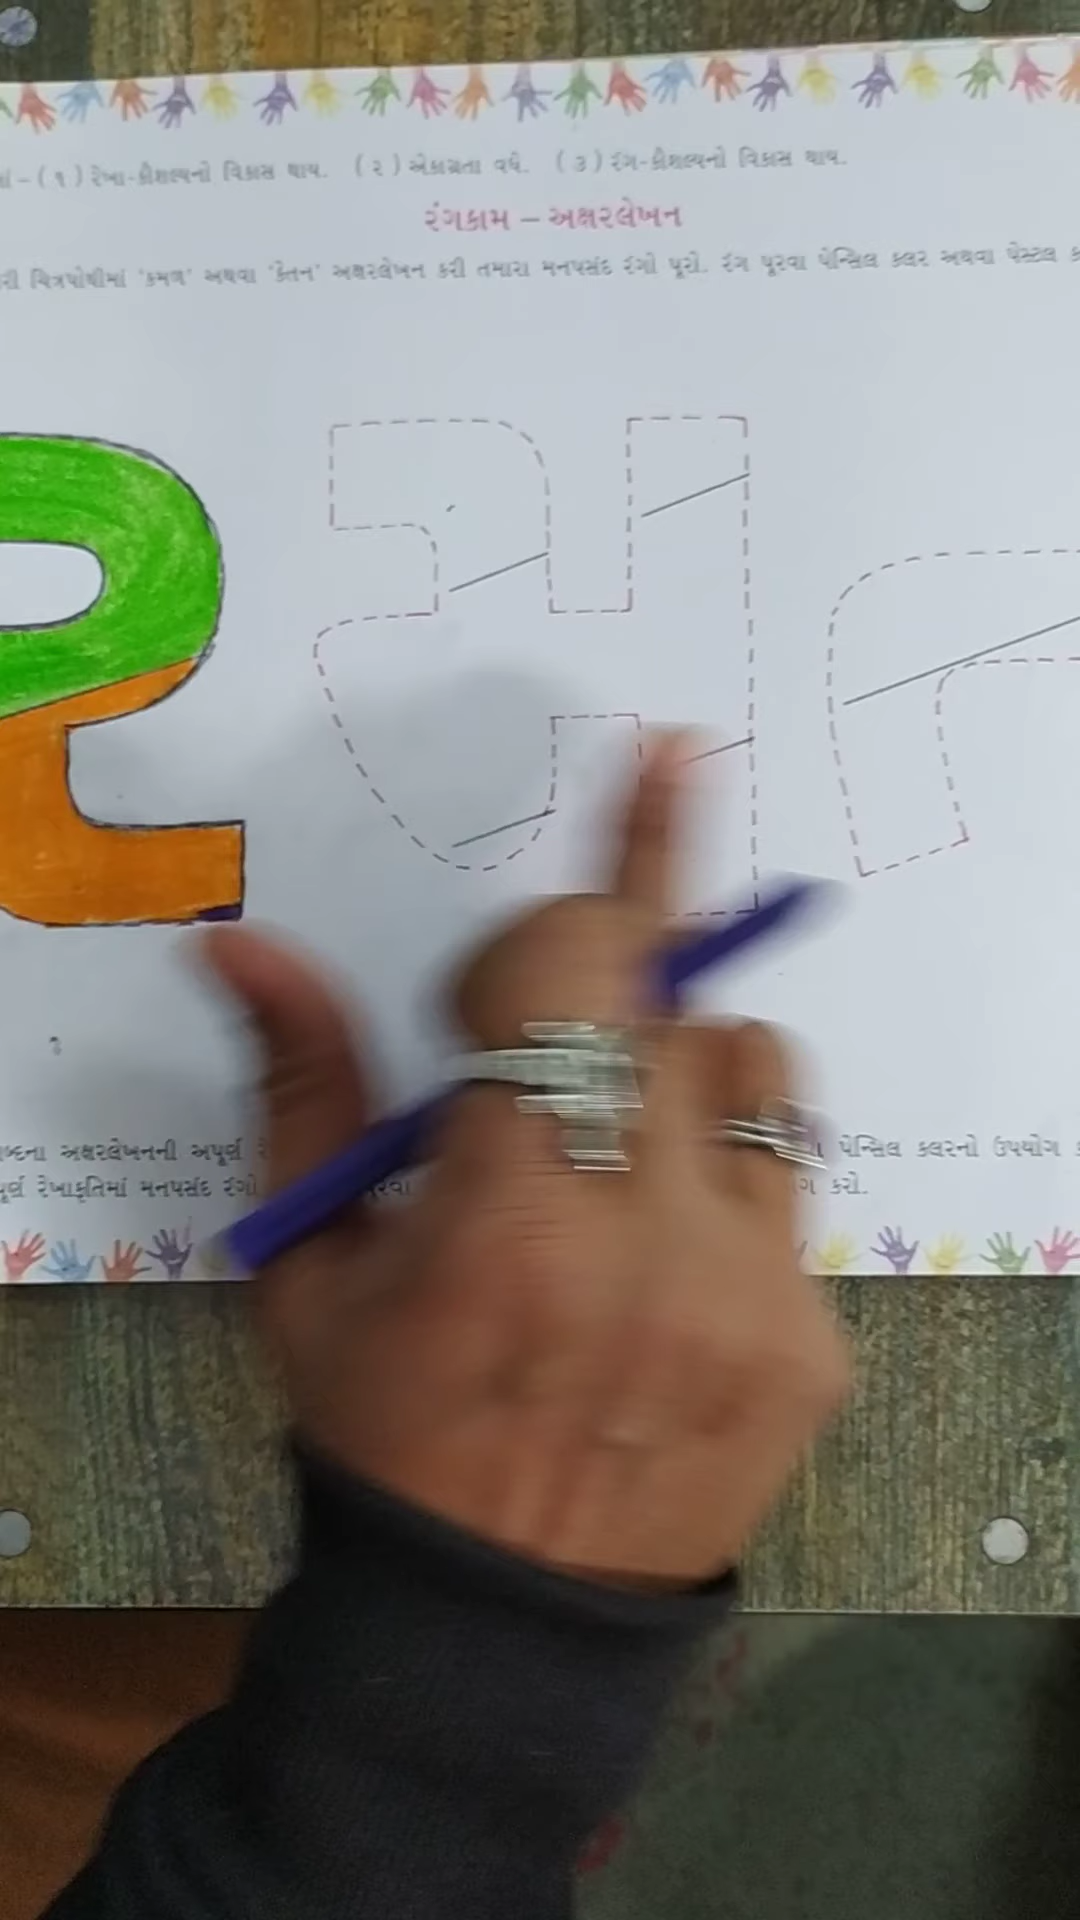 – (૧) રેખા-કૌશલ્યનો વિકાસ થાય. (૨) એકાગ્રતા વધે. (૩) રંગ-કૌશલ્યનો વિકાસ થાય.
રંગકામ – અક્ષરલેખન
ચિત્રપોથીમાં 'કમળ' અથવા 'કેતન' અક્ષરલેખન કરી તમારા મનપસંદ રંગો પૂરો. રંગ પૂરવા પેન્સિલ કલર અથવા પેસ્ટલ
અક્ષરલેખનની અપૂર્ણ પેન્સિલ કલરનો ઉપયોગ
રેખાકૃતિમાં મનપસંદ રંગો કરો.